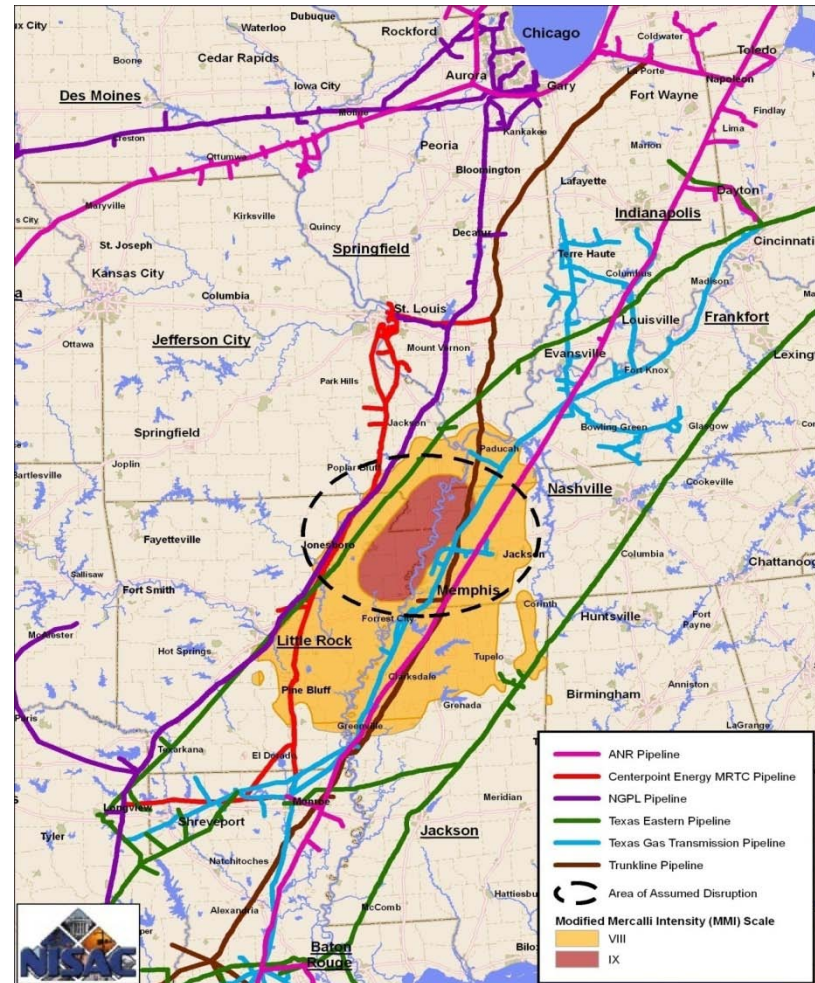 Dubuque
Waterloo
Rockford
Chicago
Coldwater
Boone
Cedar Rapids
Toledo
Aurora
La Porte
Iowa City
Gary
Napoleon
Des Moines
Fort Wayne
Findlay
Moline
Kankakee
Creston
Lima
Peoria
Marion
Ottumwa
Bloomington
Lafayette
Dayton
Maryville
Kirksville
Quincy
Indianapolis
Decatur
Springfield
St. Joseph
Terre Haute
Cincinnati
Kansas City
Columbus
Columbia
Madison
St. Louis
Louisville
Frankfort
Jefferson City
Mount Vernon
Ottawa
Evansville
Lexing
Park Hills
Fort Knox
Jackson
Bowling Green
Glasgow
Springfield
Paducah
Joplin
Poplar Bluff
Bartlesville
Nashville
Cookeville
Fayetteville
Jonesboro
Jackson
Columbia
Chattanoog
Sallisaw
Fort Smith
Memphis
Corinth
Huntsville
Fort
Payne
Forrest City
McAlester
Little Rock
Hot Springs
Tupelo
Clarksdale
Pine Bluff
Anniston
Birmingham
Paris
Grenada
Greenville
LaGrange
Texarkana
El Dorado
Longview
Monroe
Meridian
Tyler
Shreveport
Jackson
Natchitoches
Hattiesbu
McComb
Alexandria
Baton
Rouge
Bilo
ANR Pipeline
Centerpoint Energy MRTC Pipeline
NGPL Pipeline
Texas Eastern Pipeline
Texas Gas Transmission Pipeline
Trunkline Pipeline
Area of Assumed Disruption
Modified Mercalli Intensity (MMI) Scale
VIII
IX
NISAC